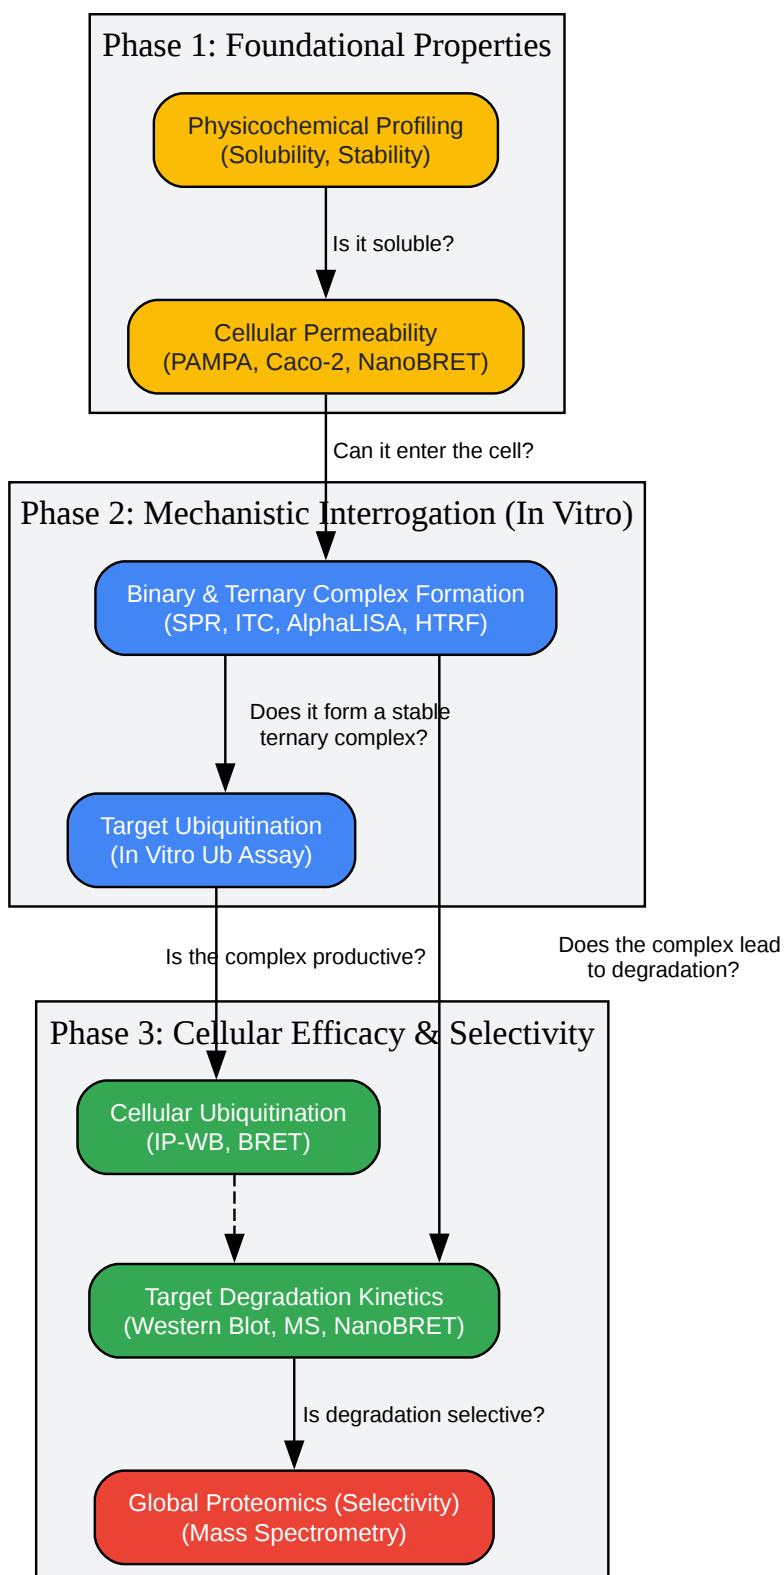 Phase 1: Foundational Properties
Physicochemical Profiling
(Solubility, Stability)
Is it soluble?
Cellular Permeability
(PAMPA, Caco-2, NanoBRET)
Can it enter the cell?
Phase 2: Mechanistic Interrogation (In Vitro)
Binary & Ternary Complex Formation
(SPR, ITC, AlphaLISA, HTRF)
Does it form a stable
ternary complex?
Target Ubiquitination
(In Vitro Ub Assay)
Is the complex productive?
Does the complex lead
to degradation?
Phase 3: Cellular Efficacy & Selectivity
Cellular Ubiquitination
(IP-WB, BRET)
Target Degradation Kinetics
(Western Blot, MS, NanoBRET)
Is degradation selective?
Global Proteomics (Selectivity)
(Mass Spectrometry)